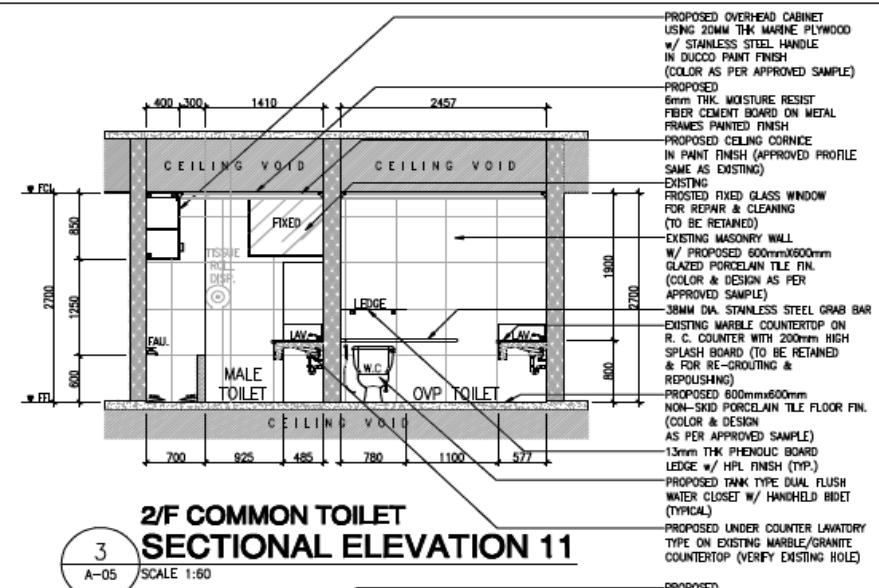 PROPOSED OVERHEAD CABINET
USING 20MM THK MARINE PLYWOOD
w/ STAINLESS STEEL HANDLE
IN DUCCO PAINT FINISH
(COLOR AS PER APPROVED SAMPLE)
PROPOSED
6mm THK. MOISTURE RESIST
FIBER CEMENT BOARD ON METAL
FRAMES PAINTED FINISH
PROPOSED CEILING CORNICE
IN PAINT FINISH (APPROVED PROFILE
SAME AS EXISTING)
EXISTING
FROSTED FIXED GLASS WINDOW
FOR REPAIR & CLEANING
(TO BE RETAINED)
EXISTING MASONRY WALL
W/ PROPOSED 600mmX600mm
GLAZED PORCELAIN TILE FIN.
(COLOR & DESIGN AS PER
APPROVED SAMPLE)
38MM DIA. STAINLESS STEEL GRAB BAR
EXISTING MARBLE COUNTERTOP ON
R. C. COUNTER WITH 200mm HIGH
SPLASH BOARD (TO BE RETAINED
& FOR RE-GROUTING &
REPOLISHING)
PROPOSED 600mmx600mm
NON-SKID PORCELAIN TILE FLOOR FIN.
(COLOR & DESIGN
AS PER APPROVED SAMPLE)
13mm THK PHENOLIC BOARD
LEDGE w/ HPL FINISH (TYP.)
PROPOSED TANK TYPE DUAL FLUSH
WATER CLOSET W/ HANDHELD BIDET
(TYPICAL)
PROPOSED UNDER COUNTER LAVATORY
TYPE ON EXISTING MARBLE/GRANITE
COUNTERTOP (VERIFY EXISTING HOLE)
PROPOSED
400 300 1410 2457
CEILING VOID CEILING VOID
FCL
FIXED
850
TISSUE
ROLL
DISP.
1900
2700
1250
2700
LEDGE
FAU.
LAV.
LAV.
W.C
600
MALE
TOILET
OVP TOILET
800
FFL
CEILING VOID
700 925 485 780 1100 577
2/F COMMON TOILET
3
SECTIONAL ELEVATION 11
A-05
SCALE 1:60